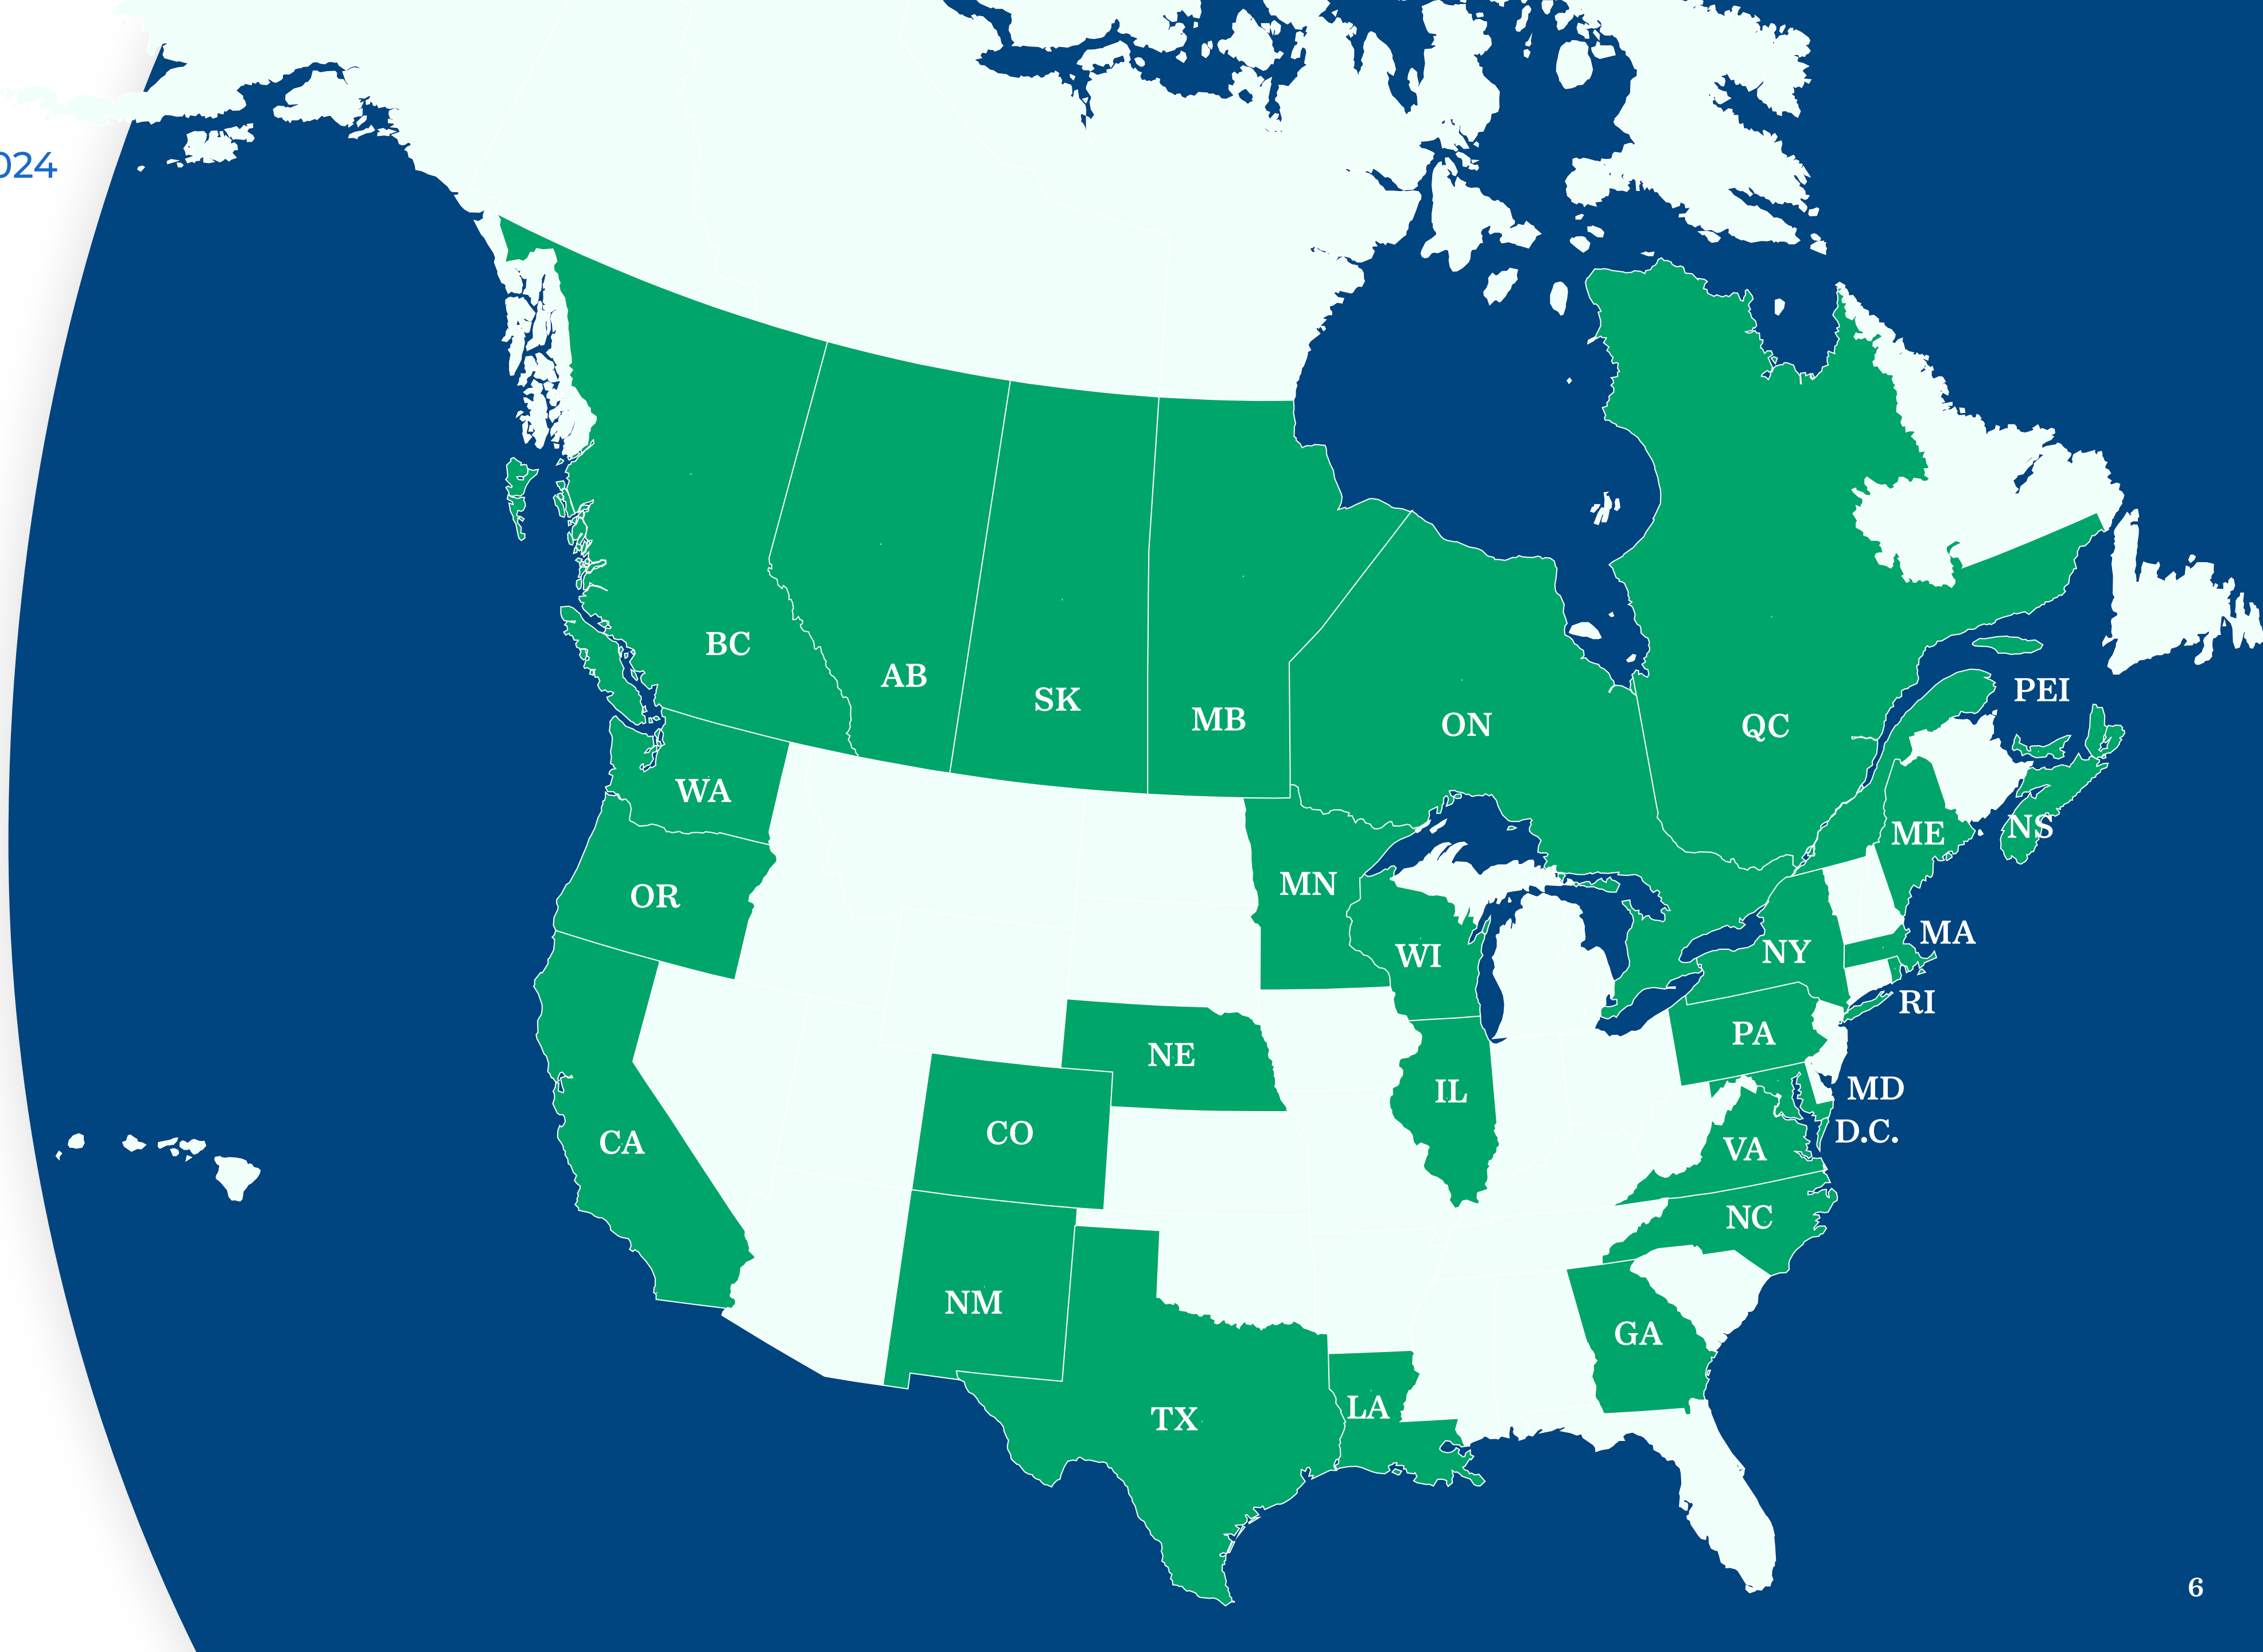 024
BC
AB
SK
MB
ON
QC
PEI
WA
ME
NS
OR
MN
MA
WI
NY
RI
PA
NE
MD
IL
CO
D.C.
CA
VA
NC
NM
GA
LA
TX
6